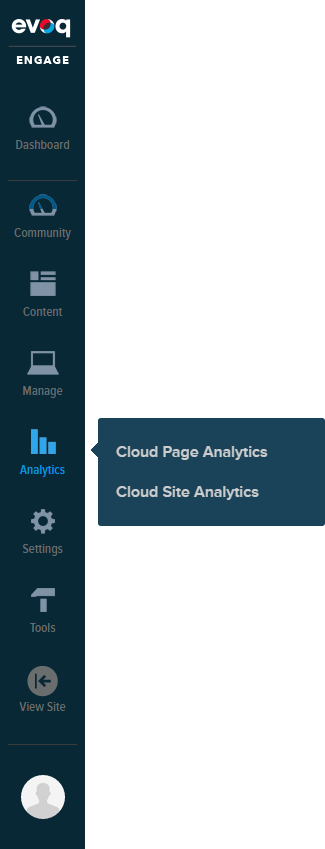 evoq
ENGAGE
Dashboard
Community
Content
Manage
Analytics
Cloud Page Analytics
Cloud Site Analytics
Settings
Tools
View Site